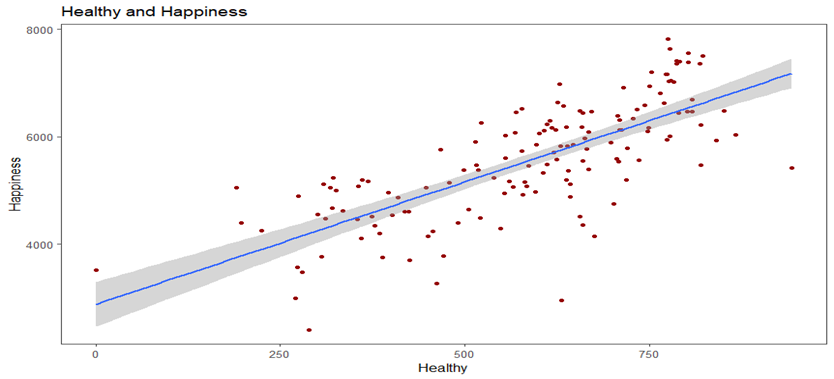 Healthy and Happiness
8000
6000
4000
Happiness
0 250 500 750
Healthy